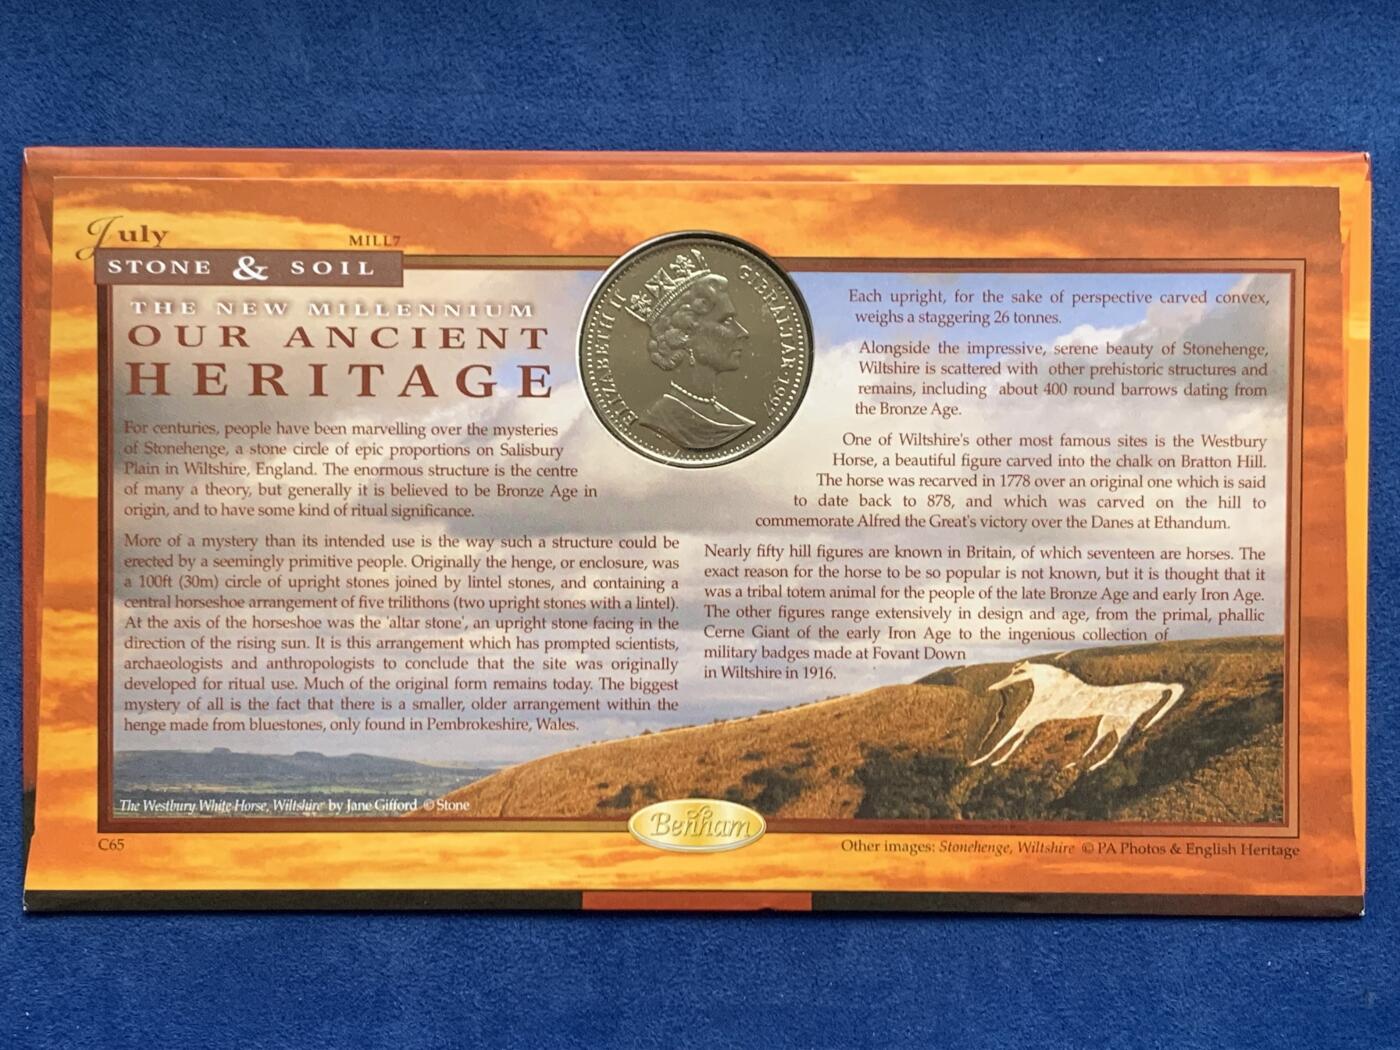 July
MILL7
STONE & SOIL
THE NEW MILLENNIUM
OUR ANCIENT
HERITAGE
For centuries, people have been marvelling over the mysteries
of Stonehenge, a stone circle of epic proportions on Salisbury
Plain in Wiltshire, England. The enormous structure is the centre
of many a theory, but generally it is believed to be Bronze Age in
origin, and to have some kind of ritual significance.
More of a mystery than its intended use is the way such a structure could be
erected by a seemingly primitive people. Originally the henge, or enclosure, was
a 100ft (30m) circle of upright stones joined by lintel stones, and containing a
central horseshoe arrangement of five trilithons (two upright stones with a lintel).
At the axis of the horseshoe was the 'altar stone', an upright stone facing in the
direction of the rising sun. It is this arrangement which has prompted scientists,
archaeologists and anthropologists to conclude that the site was originally
developed for ritual use. Much of the original form remains today. The biggest
mystery of all is the fact that there is a smaller, older arrangement within the
henge made from bluestones, only found in Pembrokeshire, Wales.
The Westbury White Horse, Wiltshire by Jane Gifford © Stone
ELIZABETH II
GIBRALTAR 1997
Each upright, for the sake of perspective carved convex,
weighs a staggering 26 tonnes.
Alongside the impressive, serene beauty of Stonehenge,
Wiltshire is scattered with other prehistoric structures and
remains, including about 400 round barrows dating from
the Bronze Age.
One of Wiltshire's other most famous sites is the Westbury
Horse, a beautiful figure carved into the chalk on Bratton Hill.
The horse was recarved in 1778 over an original one which is said
to date back to 878, and which was carved on the hill to
commemorate Alfred the Great's victory over the Danes at Ethandum.
Nearly fifty hill figures are known in Britain, of which seventeen are horses. The
exact reason for the horse to be so popular is not known, but it is thought that it
was a tribal totem animal for the people of the late Bronze Age and early Iron Age.
The other figures range extensively in design and age, from the primal, phallic
Cerne Giant of the early Iron Age to the ingenious collection of
military badges made at Fovant Down
in Wiltshire in 1916.
Benham
C65
Other images: Stonehenge, Wiltshire © PA Photos & English Heritage